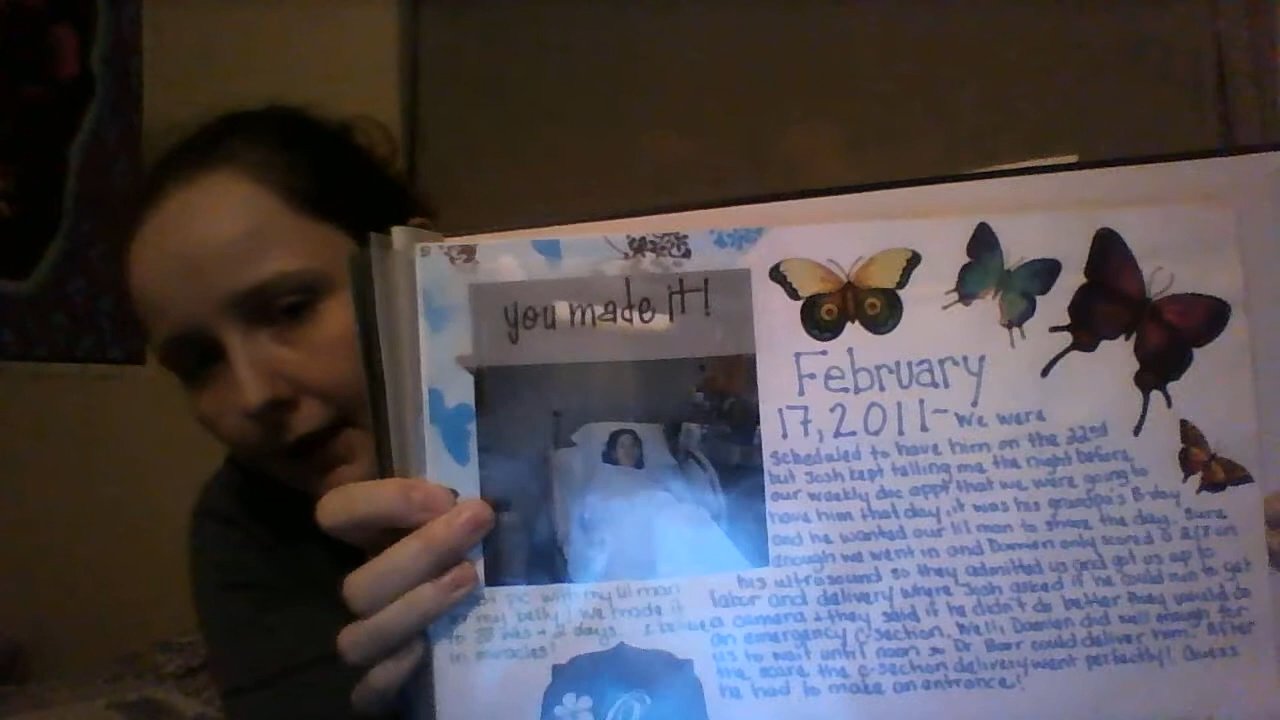 you made it!
February
17, 2011- We were
scheduled to have him on the 22nd
but Josh kept telling me the night before
our weekly doc appt that we were going to
have him that day, it was his grandpa's B-day
and he wanted our lil man to share the day. Sure
enough we went in and Damien only scored a 2/8 on
his ultrasound so they admitted us and got us up to
labor and delivery where Josh asked if he could run to get
a camera & they said if he didn't do better they would do
an emergency c-section. Well, Damien did well enough for
us to wait until noon so Dr Barr could deliver him. After
the scare the c-section delivery went perfectly! Guess
he had to make an entrance!
pic with my lil man
my belly! We made it
days I believe
in miracles!